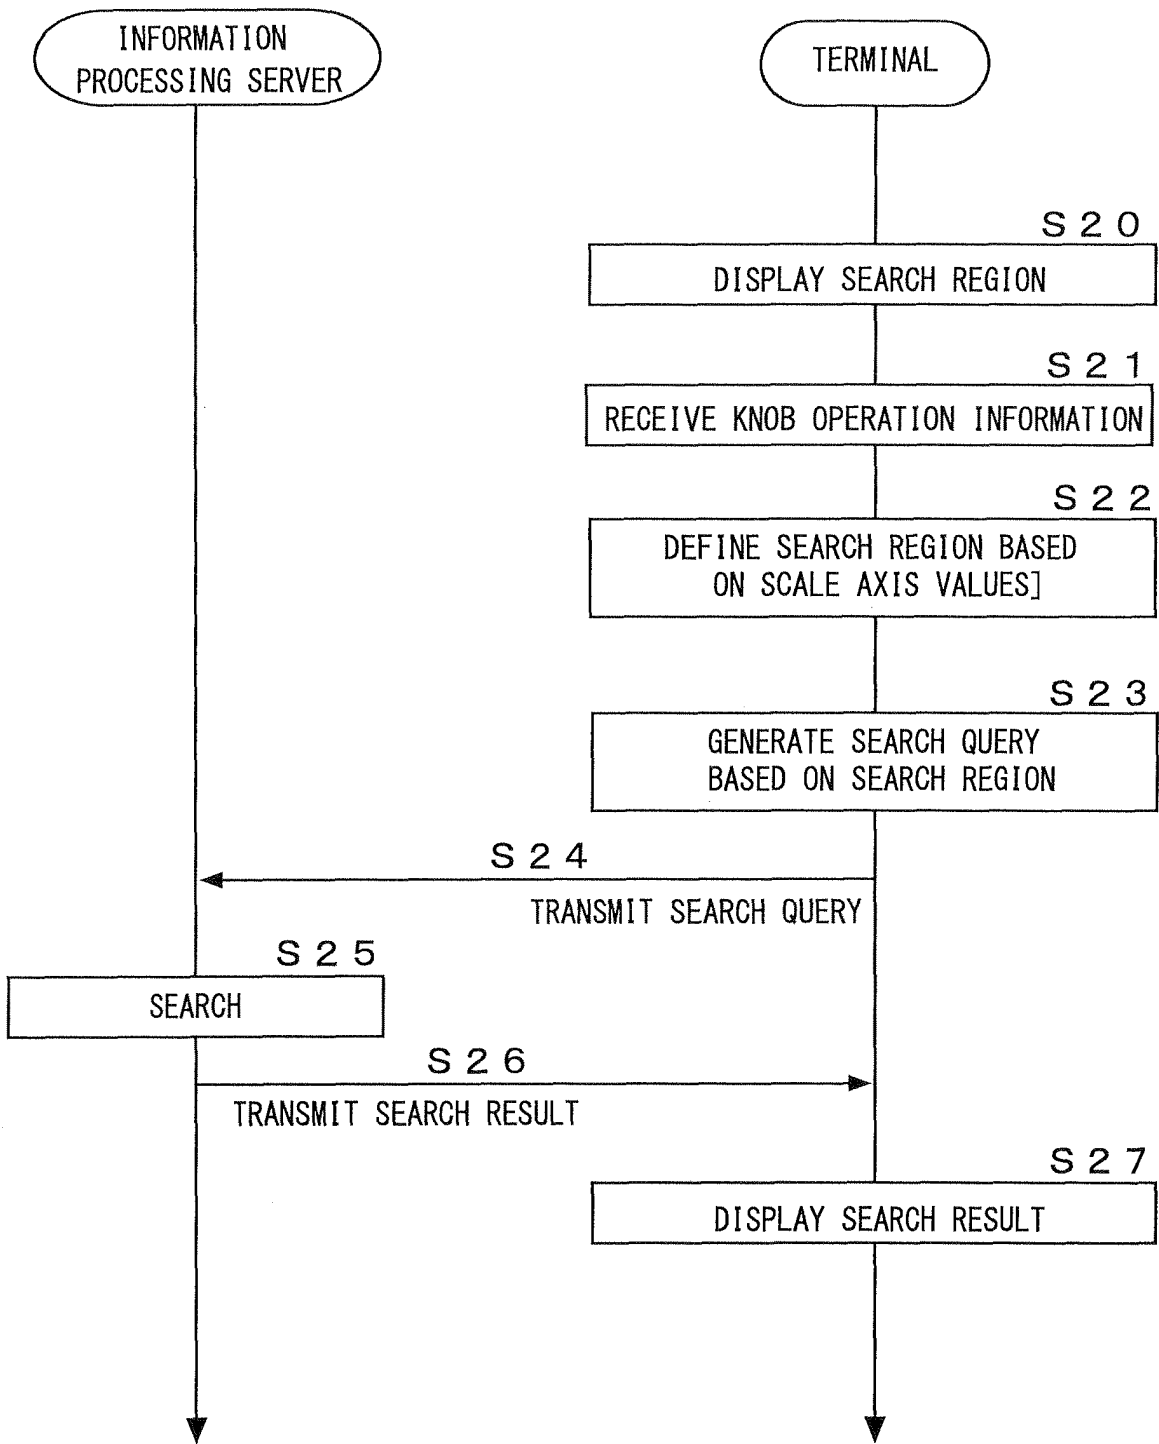 INFORMATION
PROCESSING SERVER
TERMINAL
S20
DISPLAY SEARCH REGION
S21
RECEIVE KNOB OPERATION INFORMATION
S22
DEFINE SEARCH REGION BASED
ON SCALE AXIS VALUES]
S23
GENERATE SEARCH QUERY
BASED ON SEARCH REGION
S24
TRANSMIT SEARCH QUERY
S25
SEARCH
S26
TRANSMIT SEARCH RESULT
S27
DISPLAY SEARCH RESULT